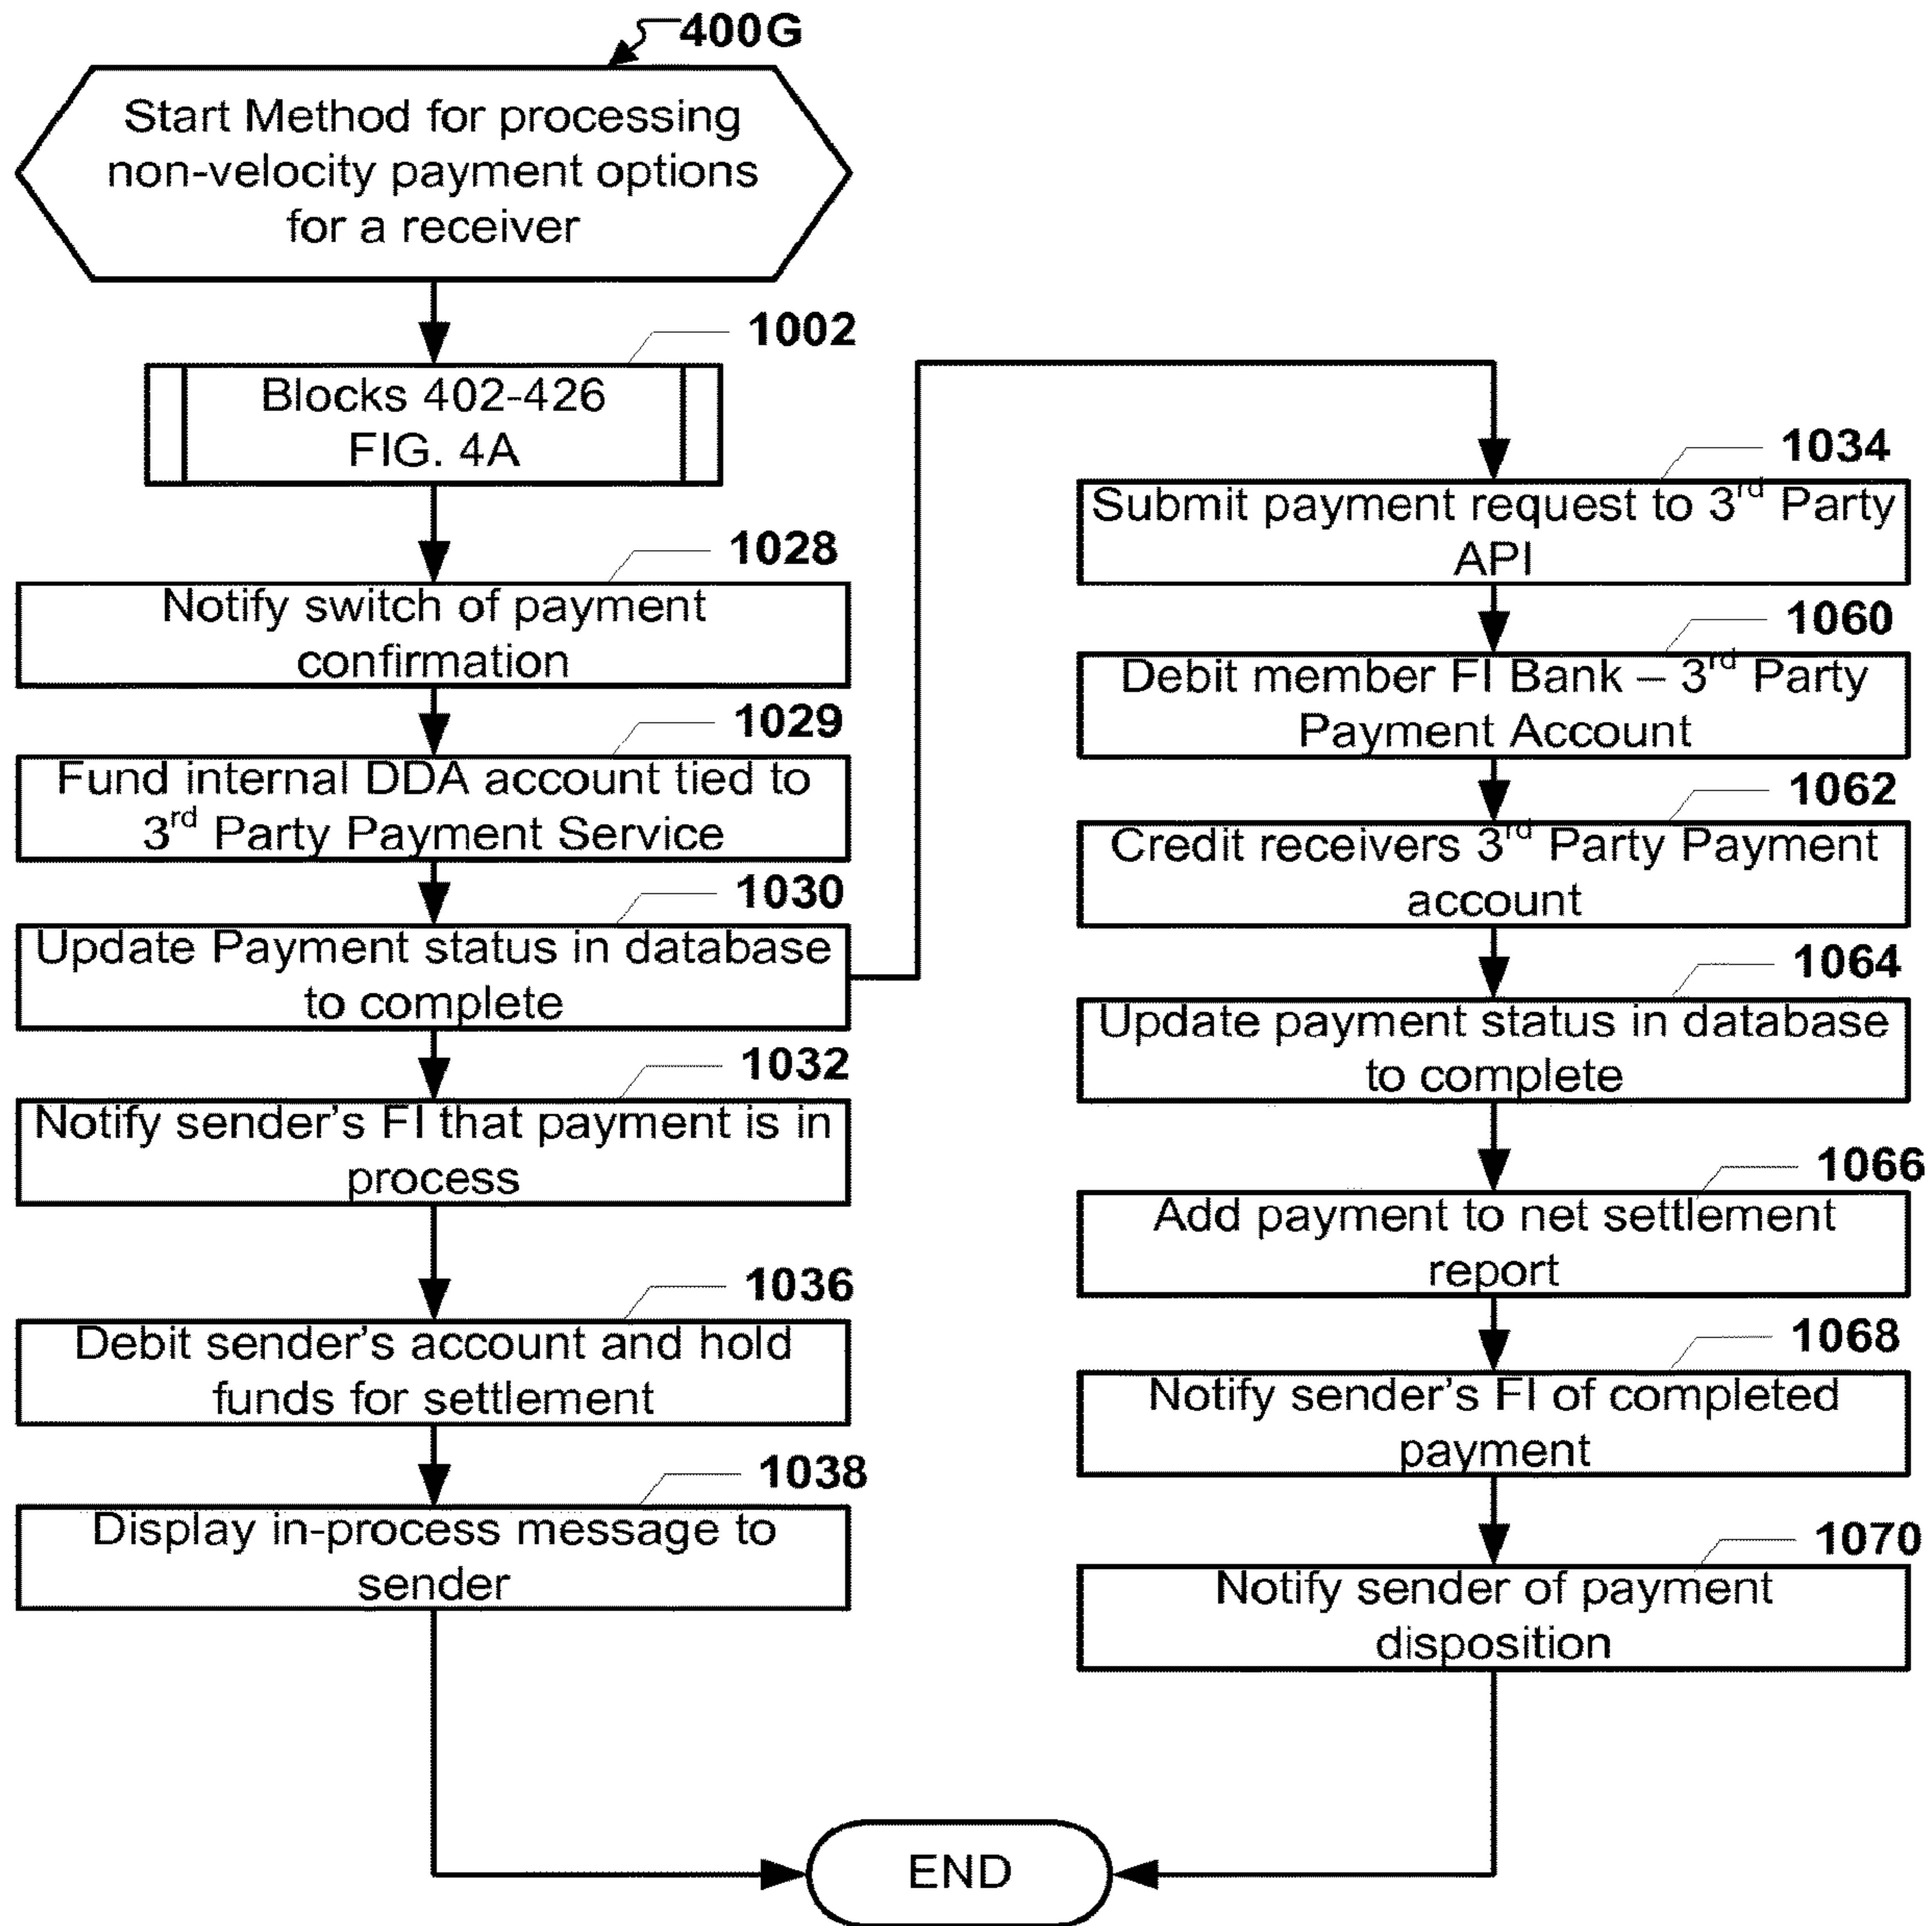 400G
Start Method for processing
non-velocity payment options
for a receiver
1002
Blocks 402-426
FIG. 4A
1028
Notify switch of payment
confirmation
1029
Fund internal DDA account tied to
3rd Party Payment Service
1030
Update Payment status in database
to complete
1032
Notify sender's FI that payment is in
process
1036
Debit sender's account and hold
funds for settlement
1038
Display in-process message to
sender
1034
Submit payment request to 3rd Party
API
1060
Debit member FI Bank – 3rd Party
Payment Account
1062
Credit receivers 3rd Party Payment
account
1064
Update payment status in database
to complete
1066
Add payment to net settlement
report
1068
Notify sender's FI of completed
payment
1070
Notify sender of payment
disposition
END